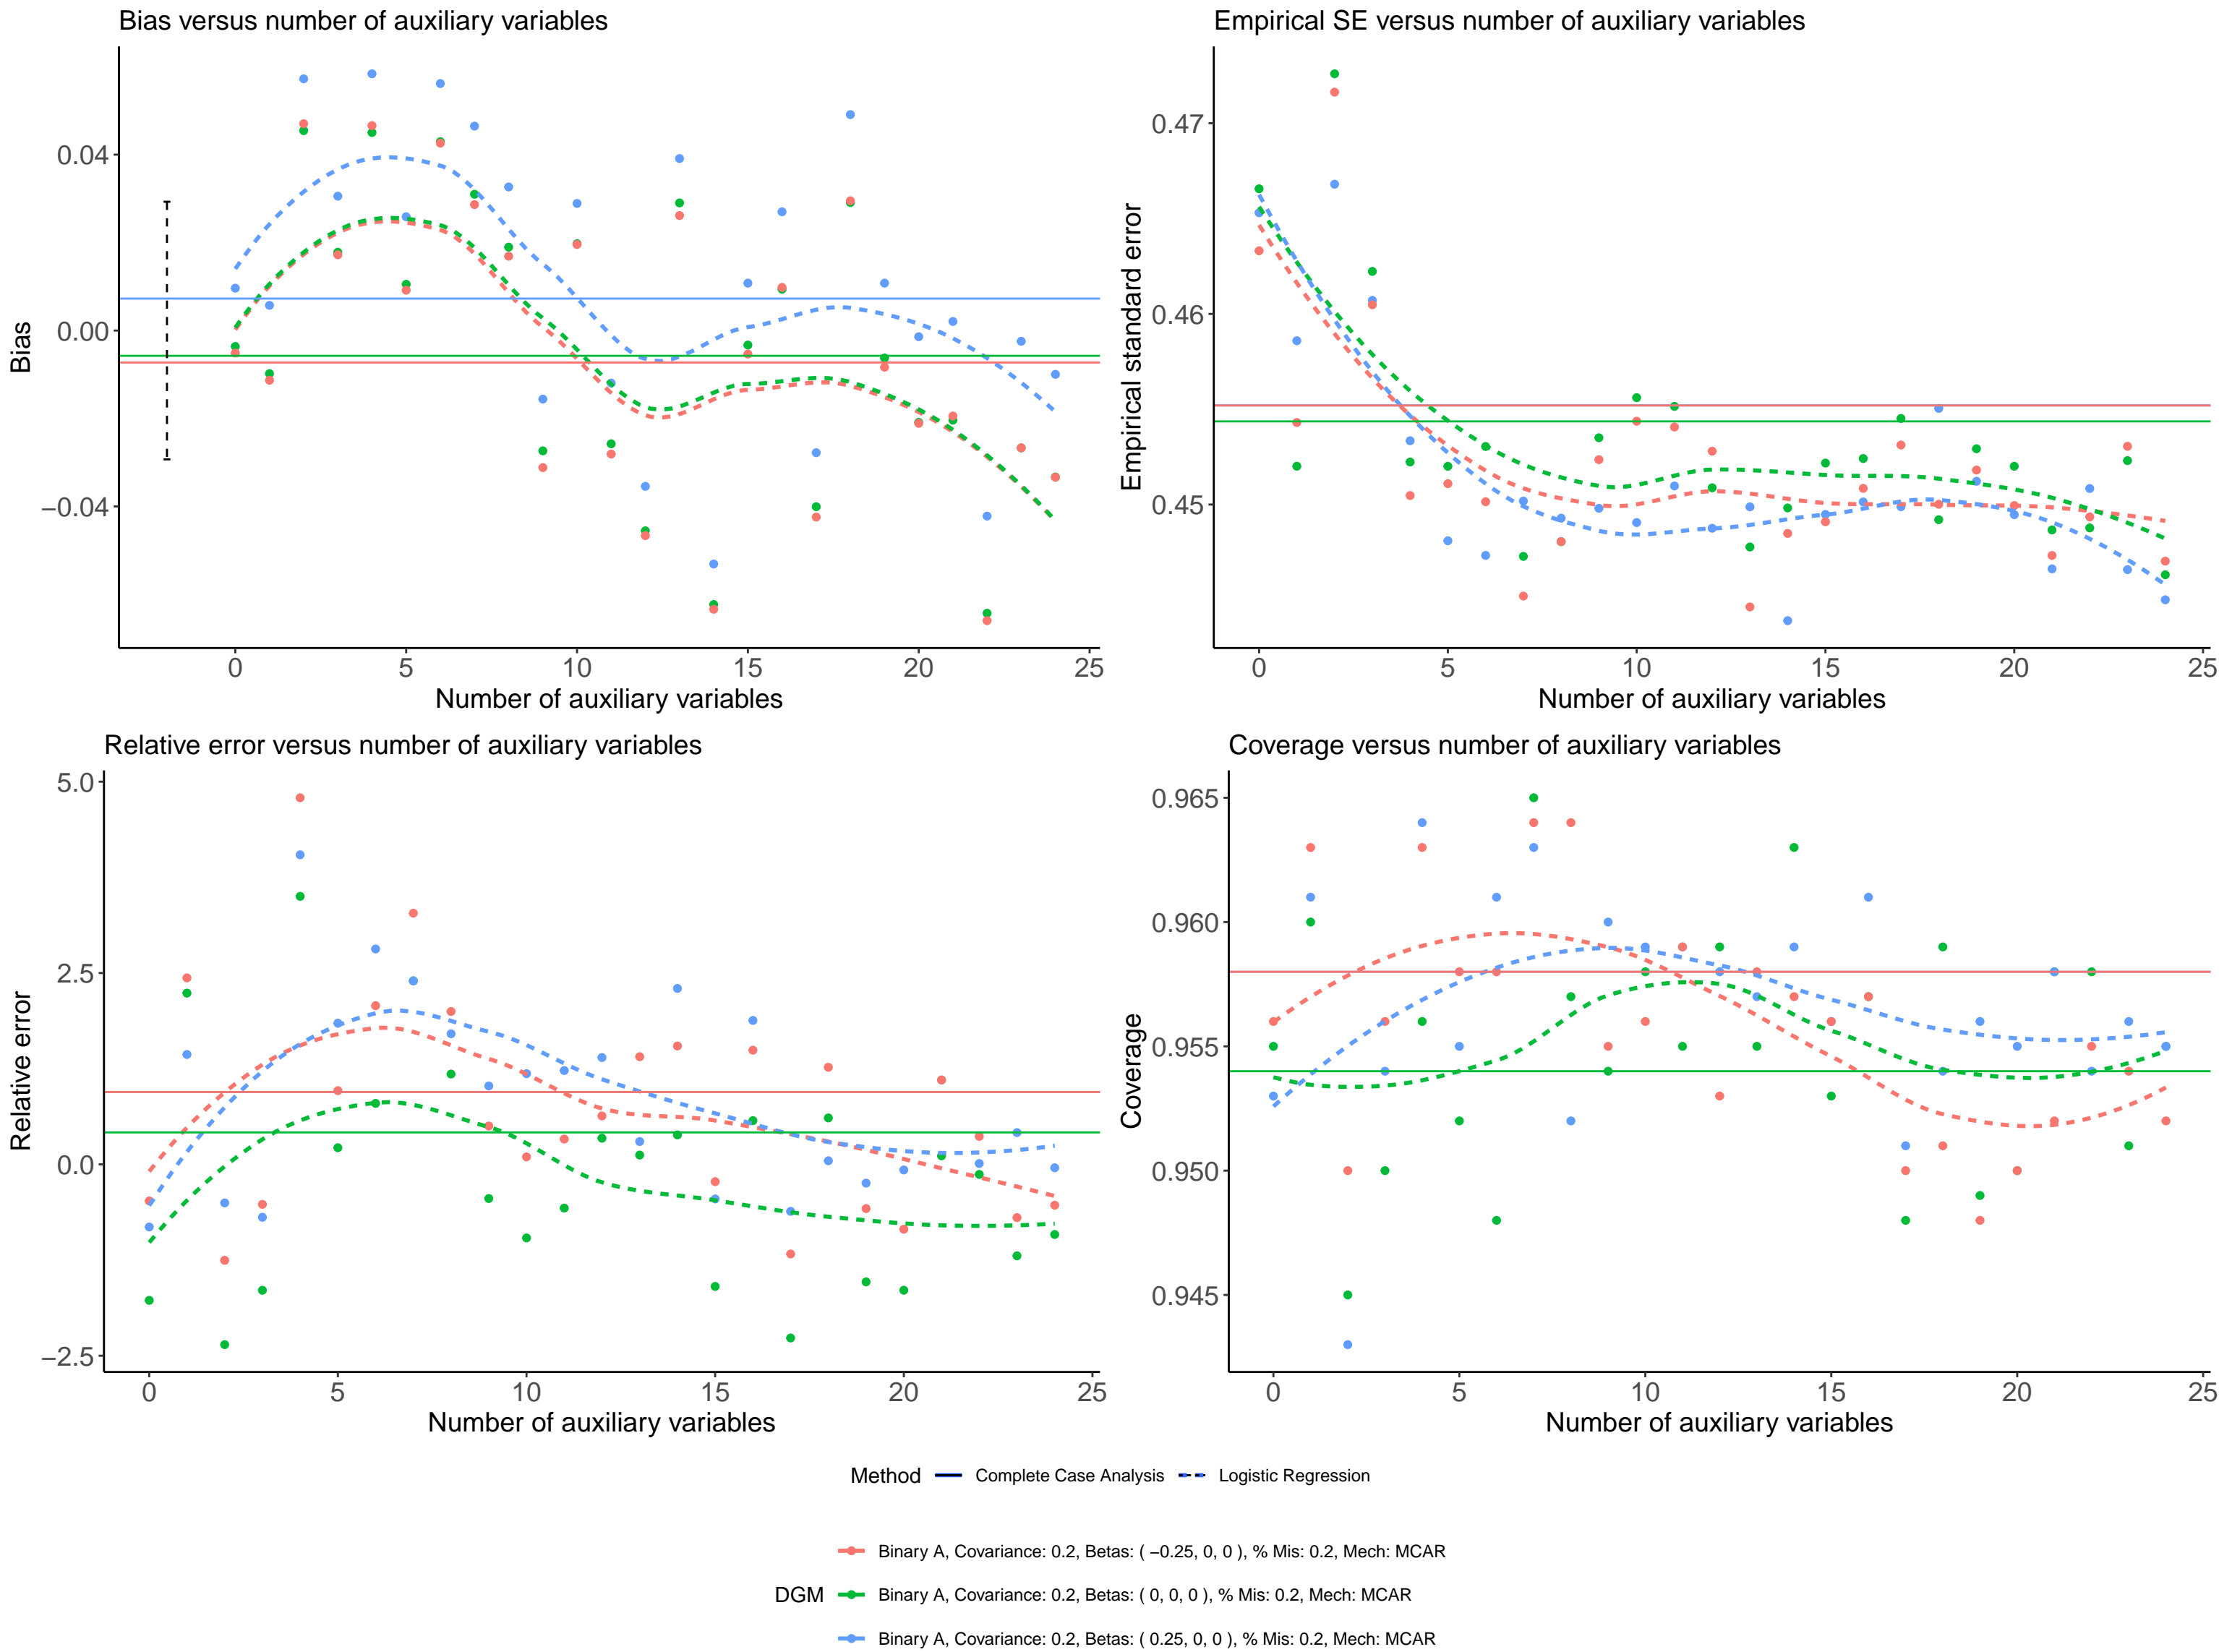 Bias versus number of auxiliary variables
Empirical SE versus number of auxiliary variables
Bias
0.04
0.00
−0.04
0 5 10 15 20 25
Number of auxiliary variables
Empirical standard error
0.47
0.46
0.45
0 5 10 15 20 25
Number of auxiliary variables
Relative error versus number of auxiliary variables
Coverage versus number of auxiliary variables
Relative error
5.0
2.5
0.0
−2.5
0 5 10 15 20 25
Number of auxiliary variables
Coverage
0.965
0.960
0.955
0.950
0.945
0 5 10 15 20 25
Number of auxiliary variables
Method Complete Case Analysis Logistic Regression
DGM
Binary A, Covariance: 0.2, Betas: ( −0.25, 0, 0 ), % Mis: 0.2, Mech: MCAR
Binary A, Covariance: 0.2, Betas: ( 0, 0, 0 ), % Mis: 0.2, Mech: MCAR
Binary A, Covariance: 0.2, Betas: ( 0.25, 0, 0 ), % Mis: 0.2, Mech: MCAR